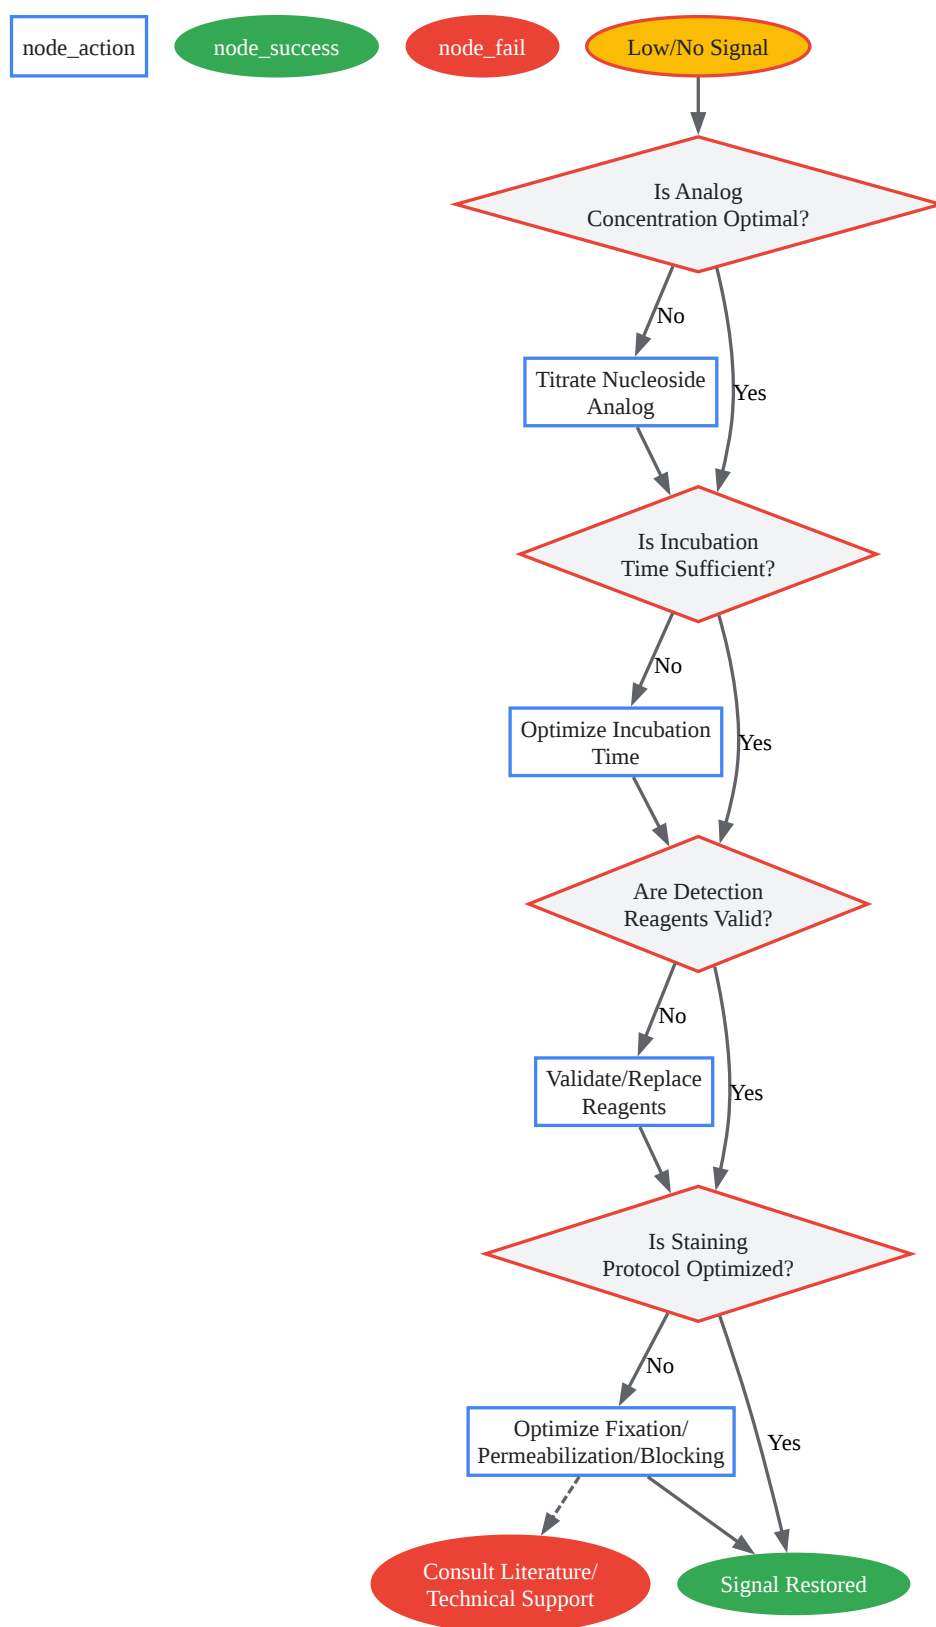 node_action
node_success
node_fail
Low/No Signal
Is Analog
Concentration Optimal?
No
Titrate Nucleoside
Analog
Yes
Is Incubation
Time Sufficient?
No
Optimize Incubation
Time
Yes
Are Detection
Reagents Valid?
No
Validate/Replace
Reagents
Yes
Is Staining
Protocol Optimized?
No
Optimize Fixation/
Permeabilization/Blocking
Yes
Consult Literature/
Technical Support
Signal Restored